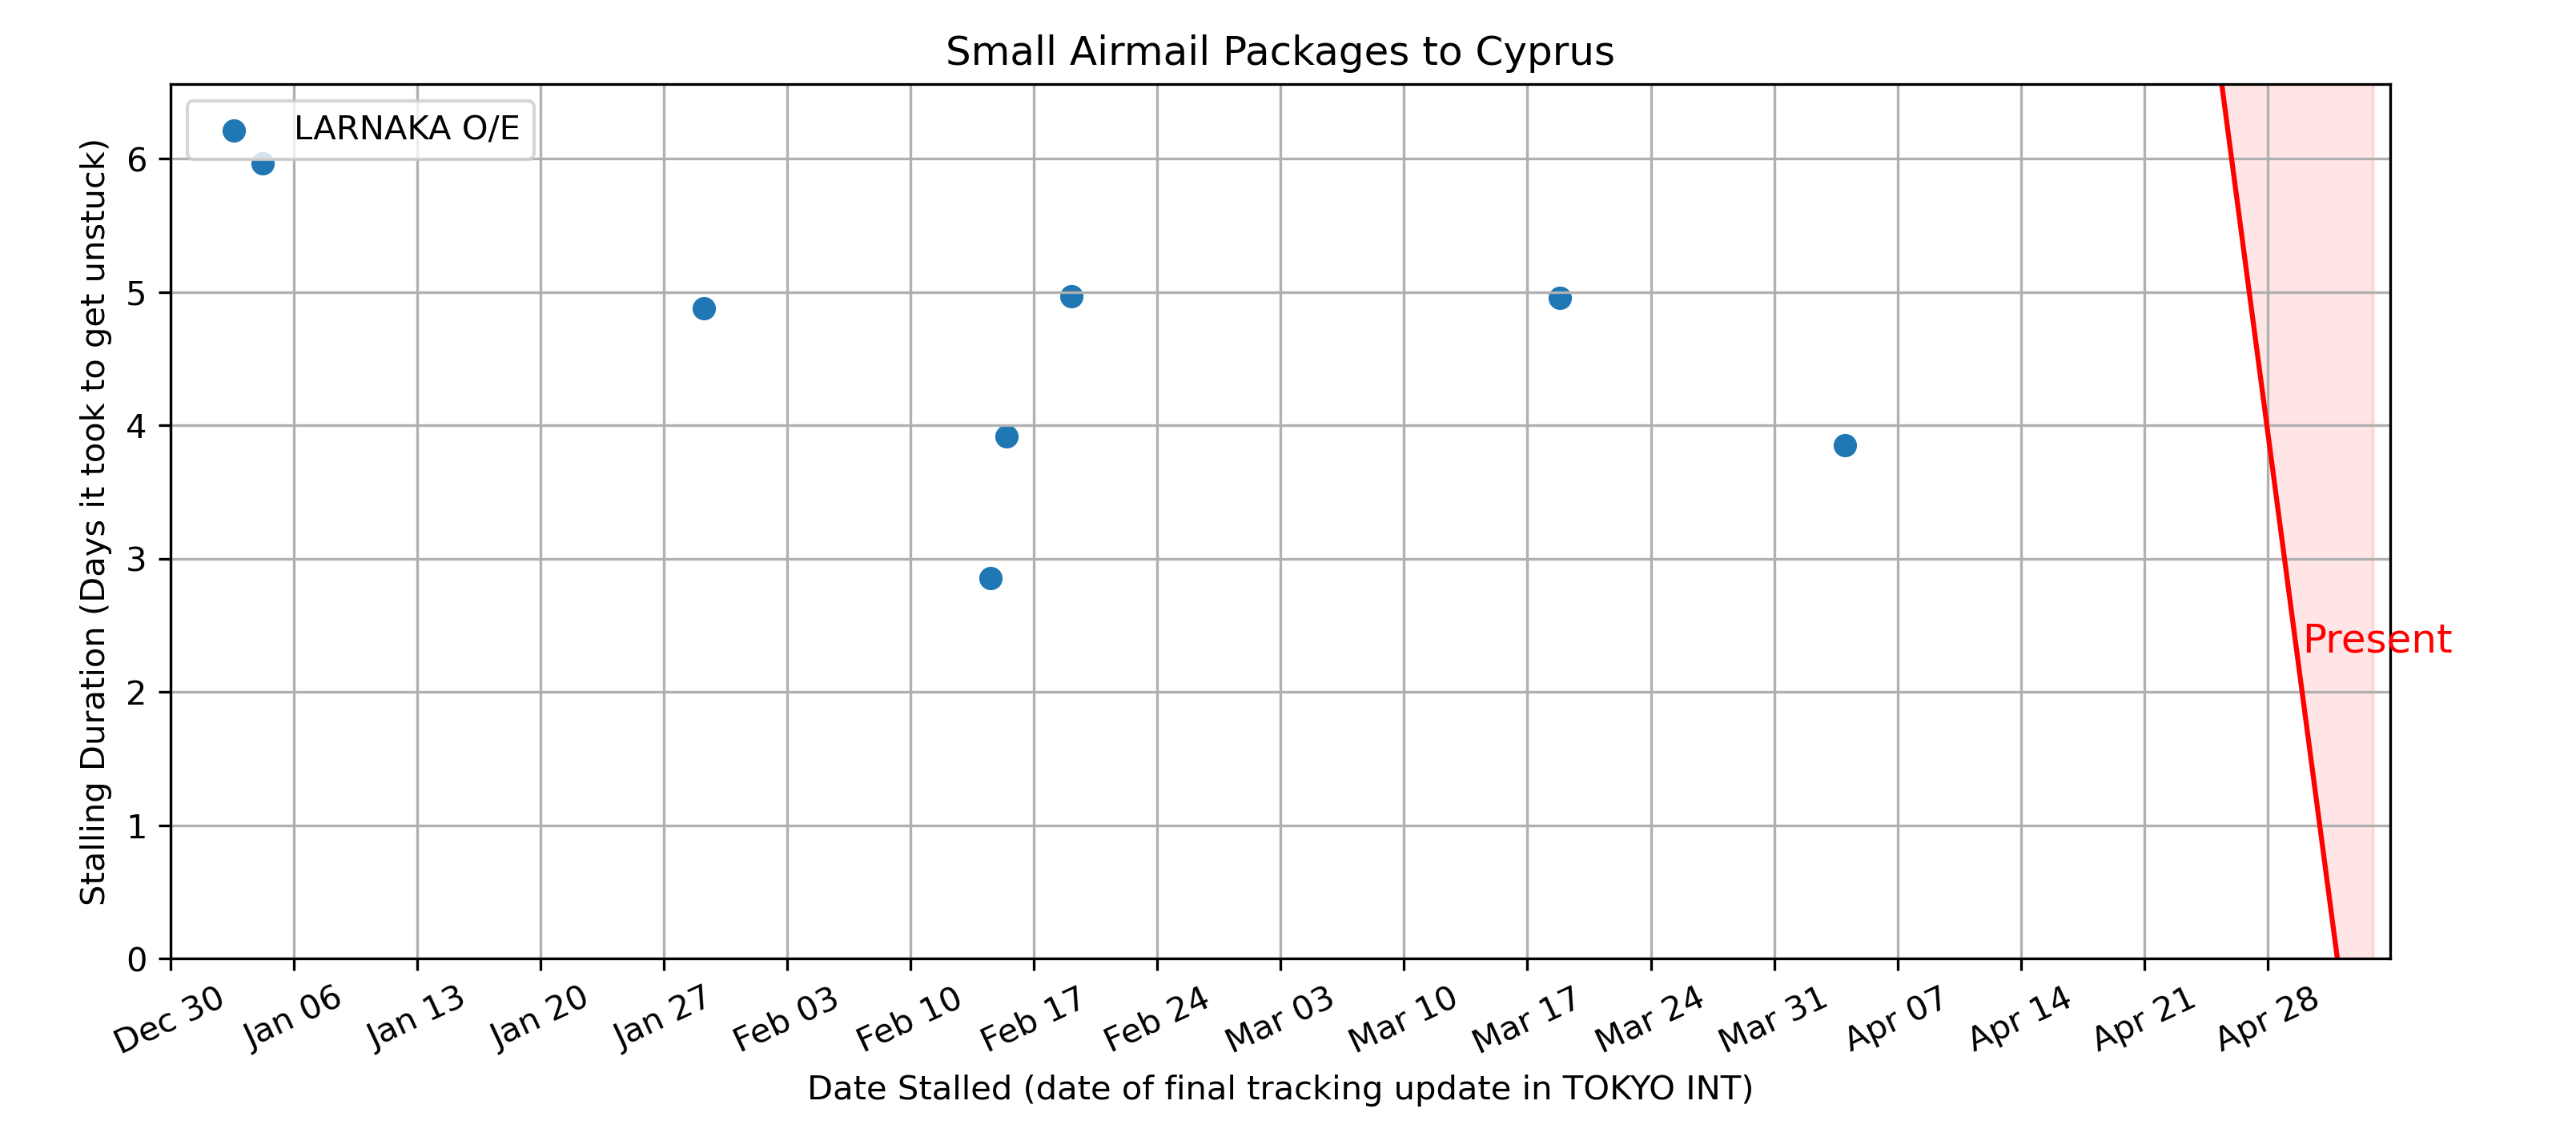 Small Airmail Packages to Cyprus
LARNAKA O/E
Stalling Duration (Days it took to get unstuck)
6
5
4
3
2
1
0
Present
Dec 30 Jan 06 Jan 13 Jan 20 Jan 27 Feb 03 Feb 10 Feb 17 Feb 24 Mar 03 Mar 10 Mar 17 Mar 24 Mar 31 Apr 07 Apr 14 Apr 21 Apr 28
Date Stalled (date of final tracking update in TOKYO INT)